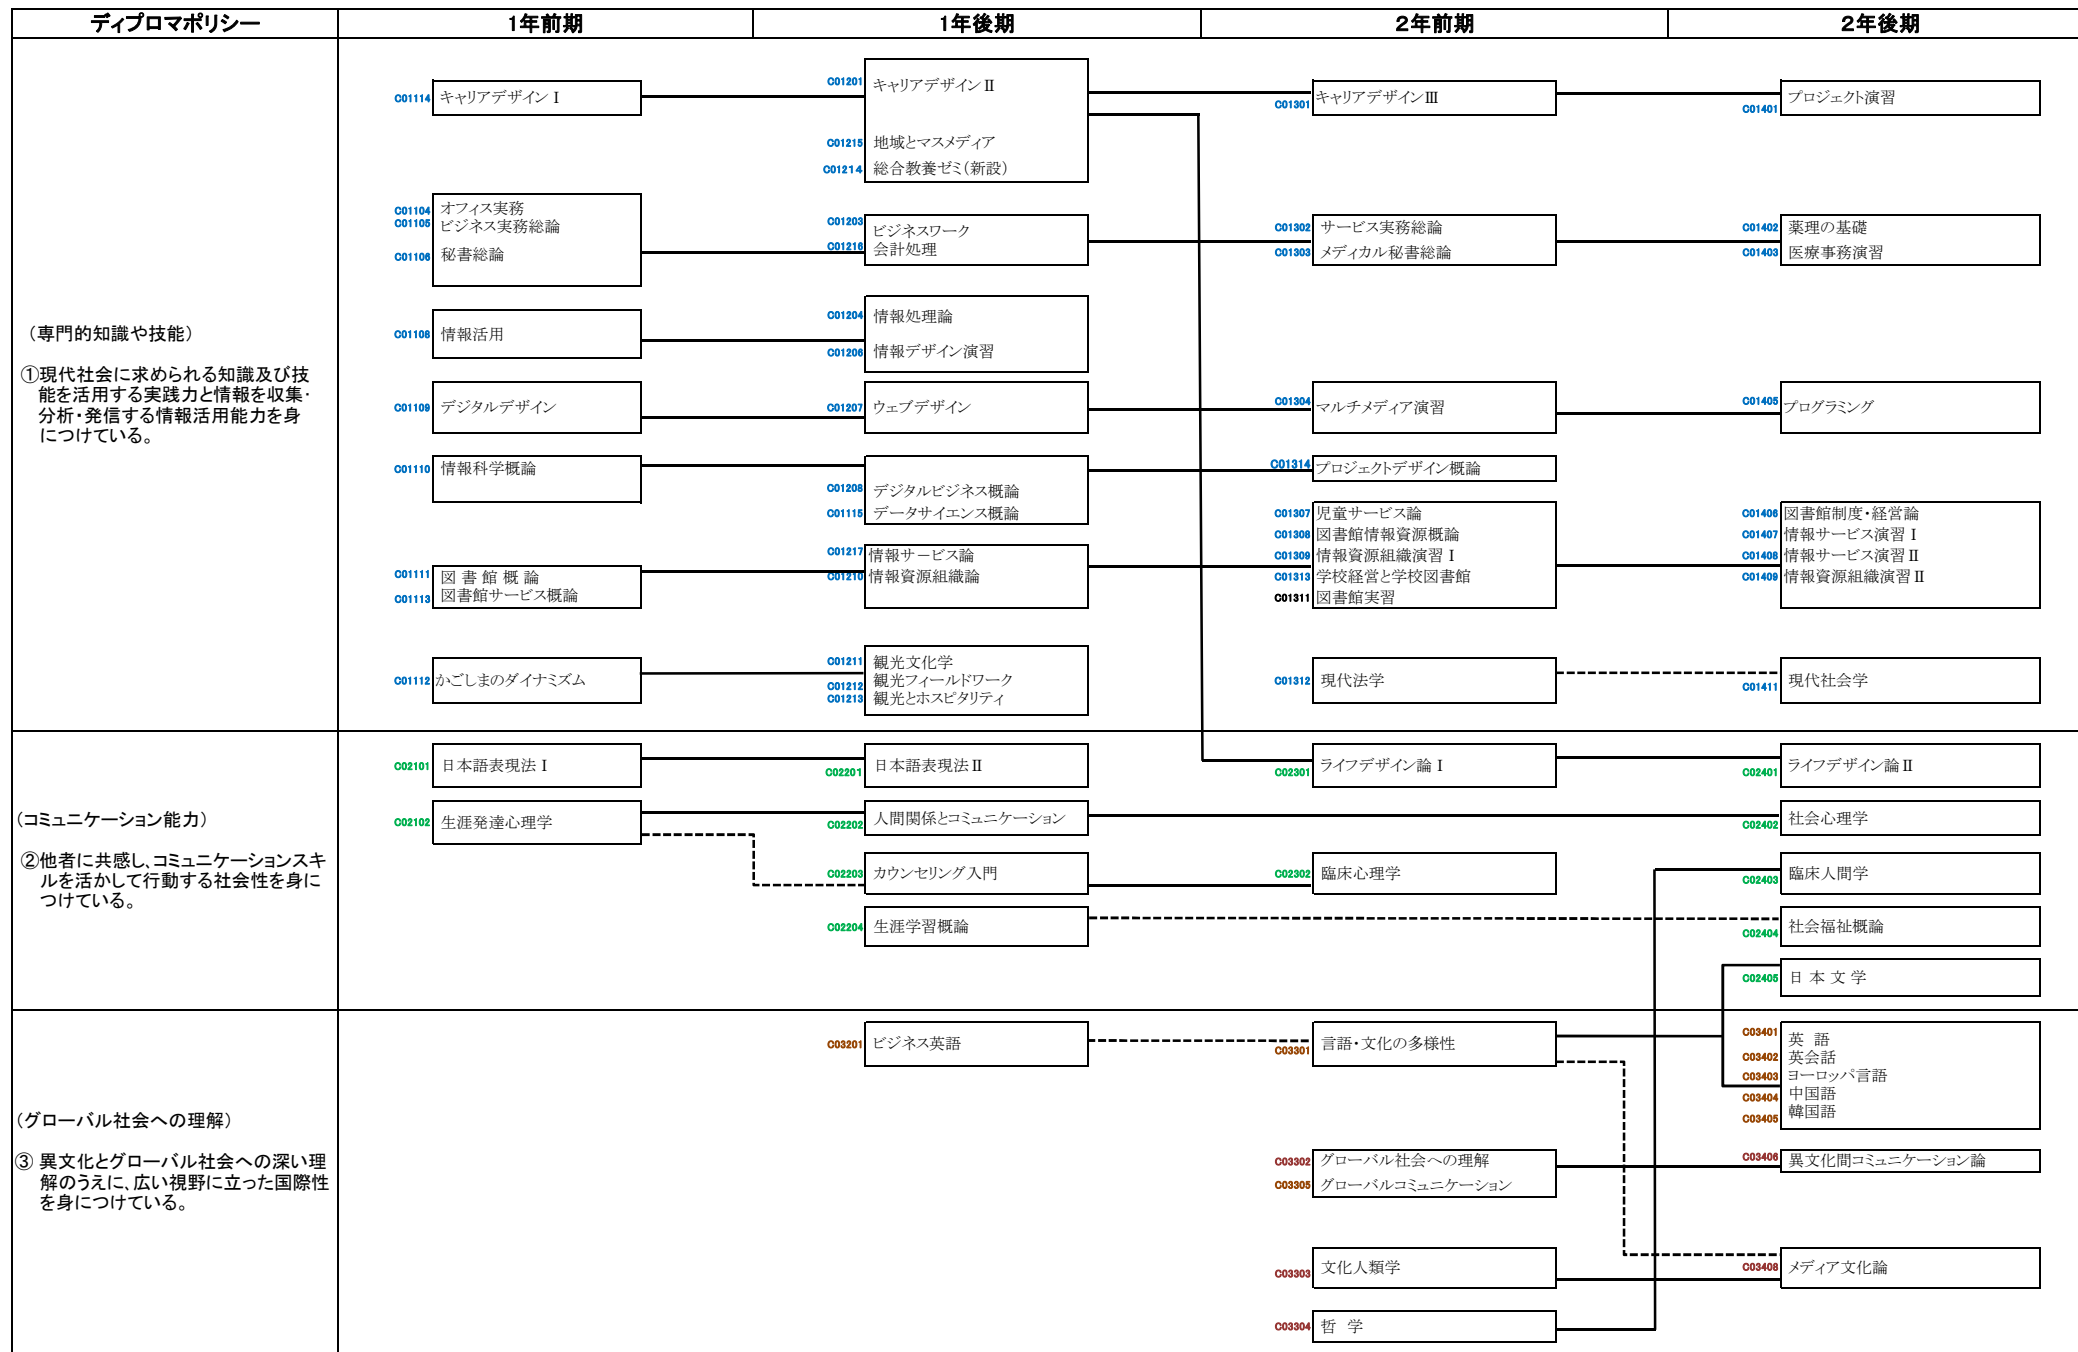 ディプロマポリシー
1年前期
1年後期
2年前期
2年後期
（専門的知識や技能）
①現代社会に求められる知識及び技
能を活用する実践力と情報を収集・
分析・発信する情報活用能力を身
につけている。
C01114 キャリアデザインⅠ
C01201 キャリアデザインⅡ
C01215 地域とマスメディア
C01214 総合教養ゼミ（新設）
C01301 キャリアデザインⅢ
C01401 プロジェクト演習
C01104 オフィス実務
C01105 ビジネス実務総論
C01106 秘書総論
C01203 ビジネスワーク
C01216 会計処理
C01302 サービス実務総論
C01303 メディカル秘書総論
C01402 薬理の基礎
C01403 医療事務演習
C01108 情報活用
C01204 情報処理論
C01206 情報デザイン演習
C01109 デジタルデザイン
C01207 ウェブデザイン
C01304 マルチメディア演習
C01405 プログラミング
C01110 情報科学概論
C01208 デジタルビジネス概論
C01115 データサイエンス概論
C01314 プロジェクトデザイン概論
C01111 図 書 館 概 論
C01113 図書館サービス概論
C01217 情報サービス論
C01210 情報資源組織論
C01307 児童サービス論
C01308 図書館情報資源概論
C01309 情報資源組織演習Ⅰ
C01313 学校経営と学校図書館
C01311 図書館実習
C01406 図書館制度・経営論
C01407 情報サービス演習Ⅰ
C01408 情報サービス演習Ⅱ
C01409 情報資源組織演習Ⅱ
C01112 かごしまのダイナミズム
C01211 観光文化学
C01212 観光フィールドワーク
C01213 観光とホスピタリティ
C01312 現代法学
C01411 現代社会学
（コミュニケーション能力）
②他者に共感し、コミュニケーションスキ
ルを活かして行動する社会性を身に
つけている。
C02101 日本語表現法Ⅰ
C02201 日本語表現法Ⅱ
C02301 ライフデザイン論Ⅰ
C02401 ライフデザイン論Ⅱ
C02102 生涯発達心理学
C02202 人間関係とコミュニケーション
C02402 社会心理学
C02203 カウンセリング入門
C02302 臨床心理学
C02403 臨床人間学
C02204 生涯学習概論
C02404 社会福祉概論
C02405 日 本 文 学
（グローバル社会への理解）
③ 異文化とグローバル社会への深い理
解のうえに、広い視野に立った国際性
を身につけている。
C03201 ビジネス英語
C03301 言語・文化の多様性
C03401 英 語
C03402 英会話
C03403 ヨーロッパ言語
C03404 中国語
C03405 韓国語
C03302 グローバル社会への理解
C03305 グローバルコミュニケーション
C03406 異文化間コミュニケーション論
C03303 文化人類学
C03408 メディア文化論
C03304 哲 学